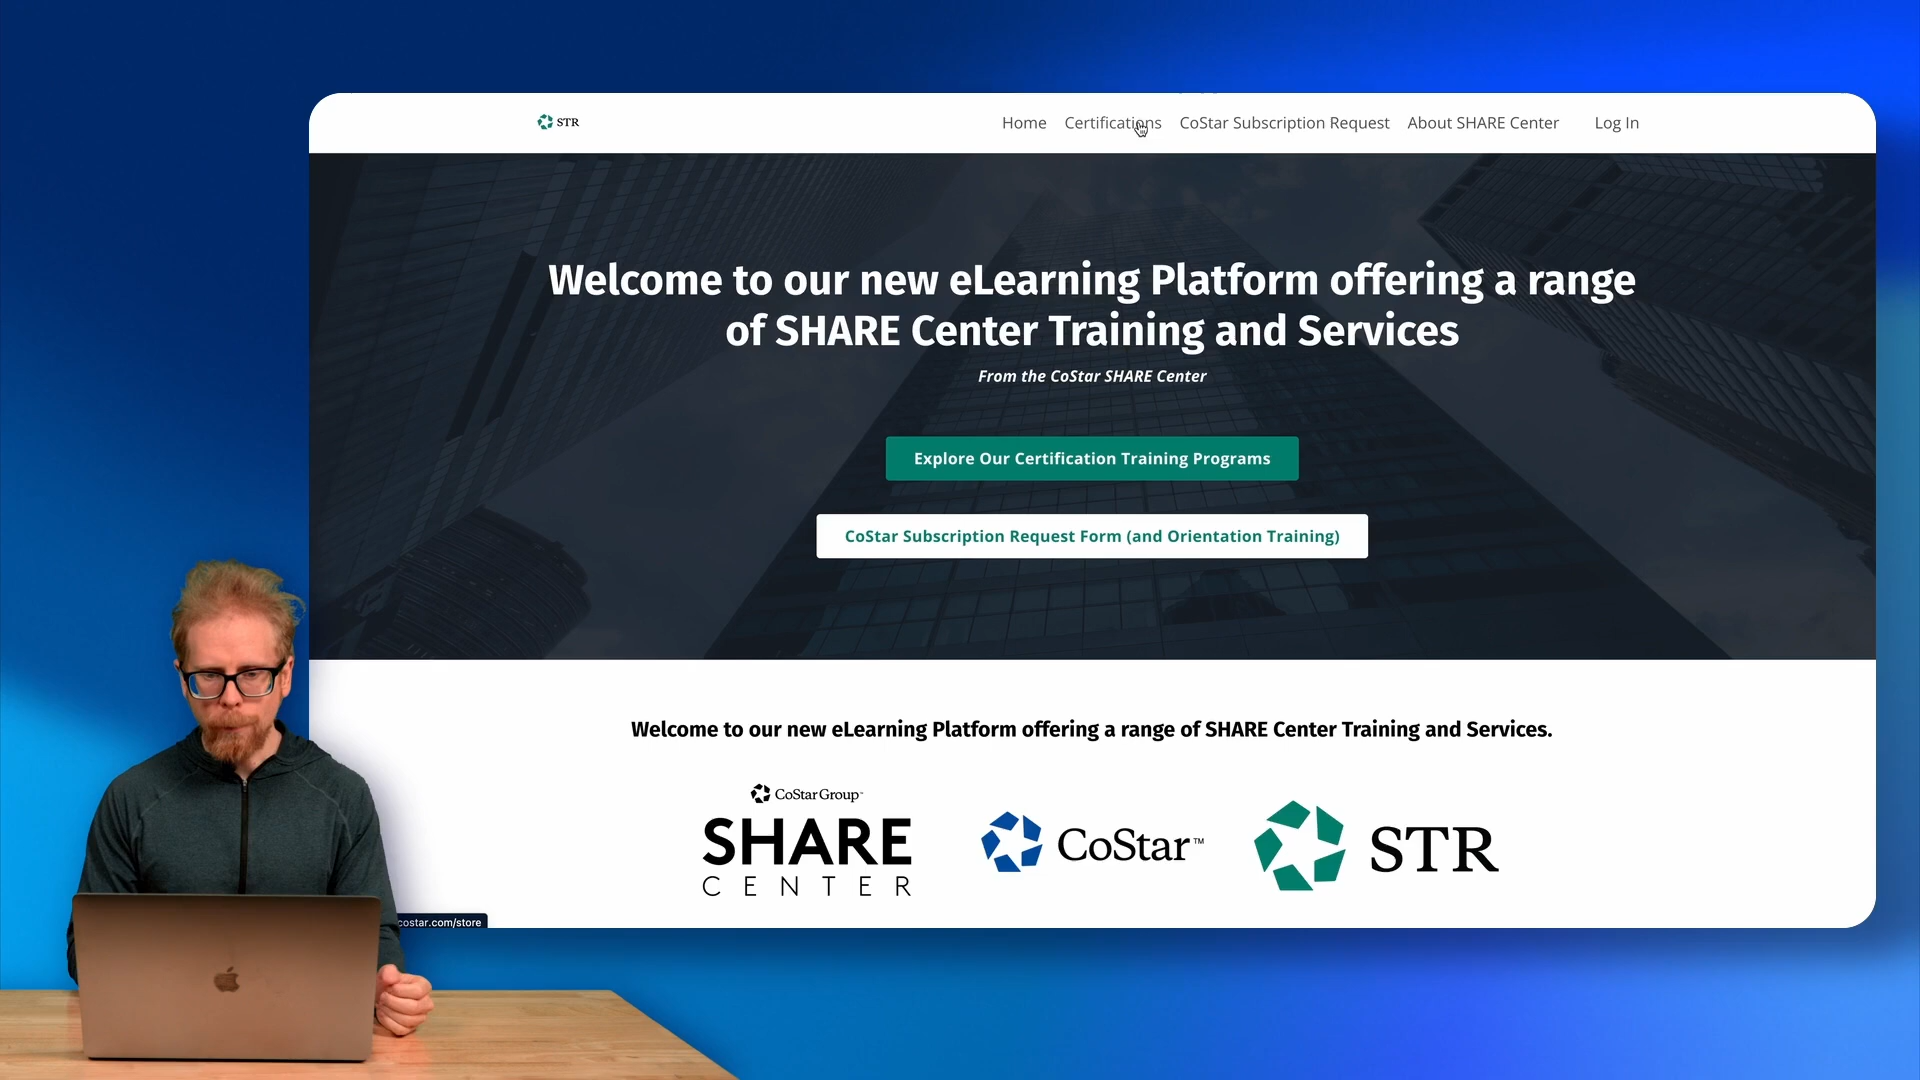 STR
Home Certifications CoStar Subscription Request About SHARE Center Log In
Welcome to our new eLearning Platform offering a range
of SHARE Center Training and Services
From the CoStar SHARE Center
Explore Our Certification Training Programs
CoStar Subscription Request Form (and Orientation Training)
Welcome to our new eLearning Platform offering a range of SHARE Center Training and Services.
CoStar Group™
SHARE
CENTER
CoStar™
STR
costar.com/store